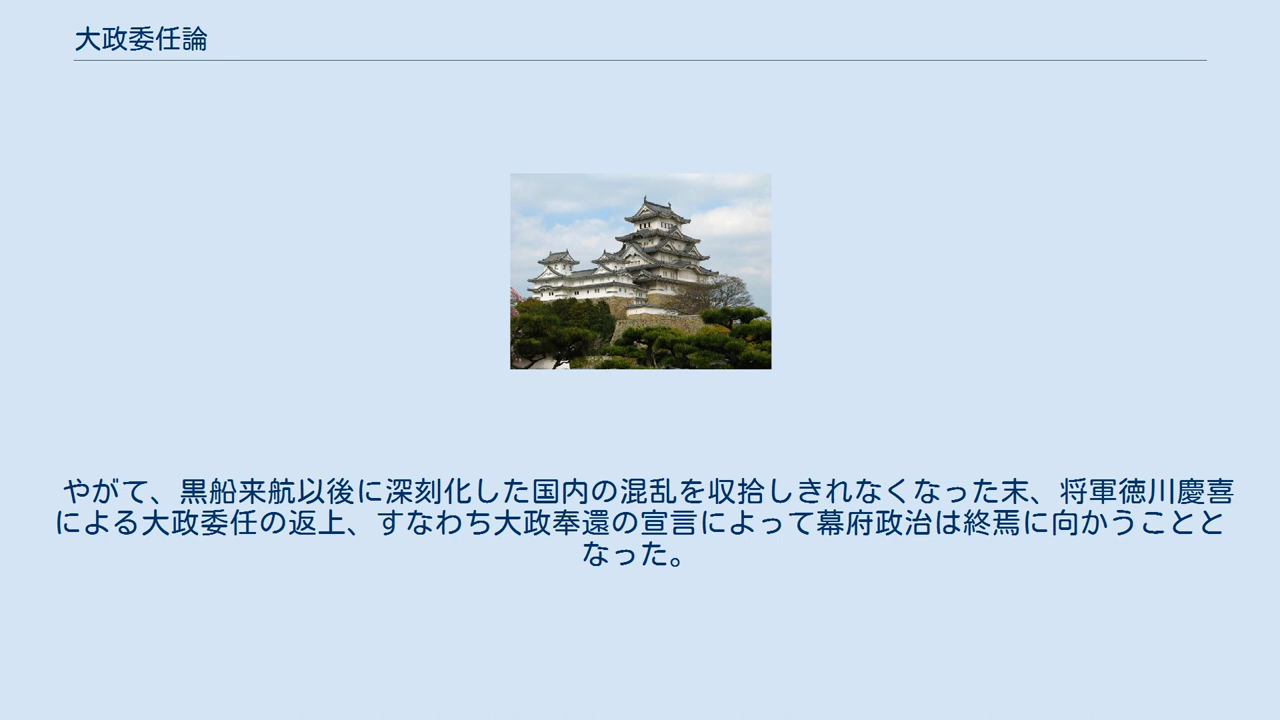 大政委任論
やがて、黒船来航以後に深刻化した国内の混乱を収拾しきれなくなった末、将軍徳川慶喜
による大政委任の返上、すなわち大政奉還の宣言によって幕府政治は終焉に向かうことと
なった。